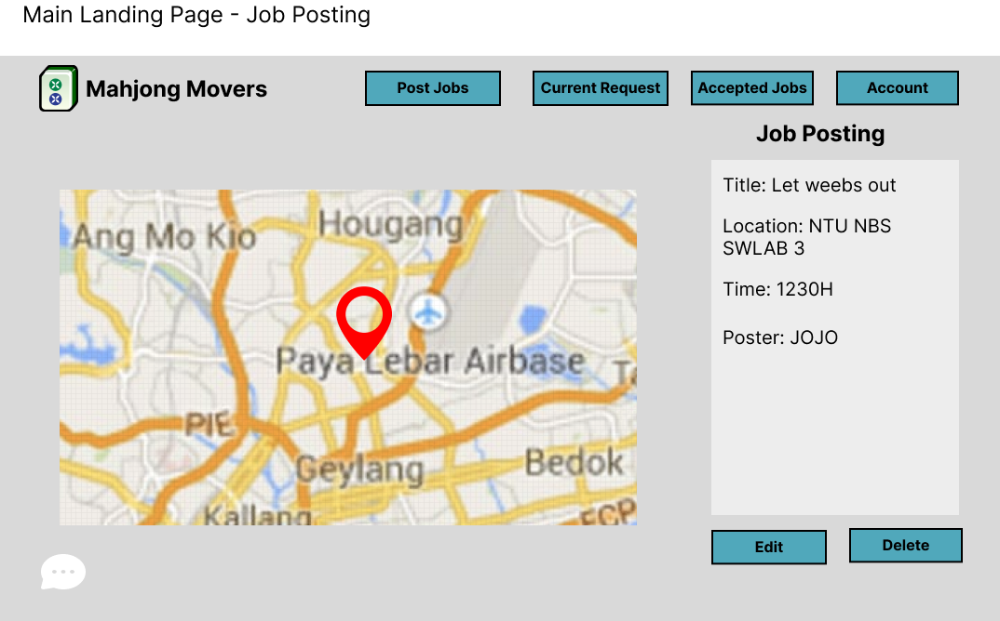 Main Landing Page - Job Posting
Mahjong Movers
Post Jobs
Current Request
Accepted Jobs
Account
Job Posting
Title: Let weebs out
Location: NTU NBS
SWLAB 3
Time: 1230H
Poster: JOJO
Ang Mo Kio
Hougang
Paya Lebar Airbase
PIE
Geylang
Bedok
Kallang
ECP
Edit
Delete